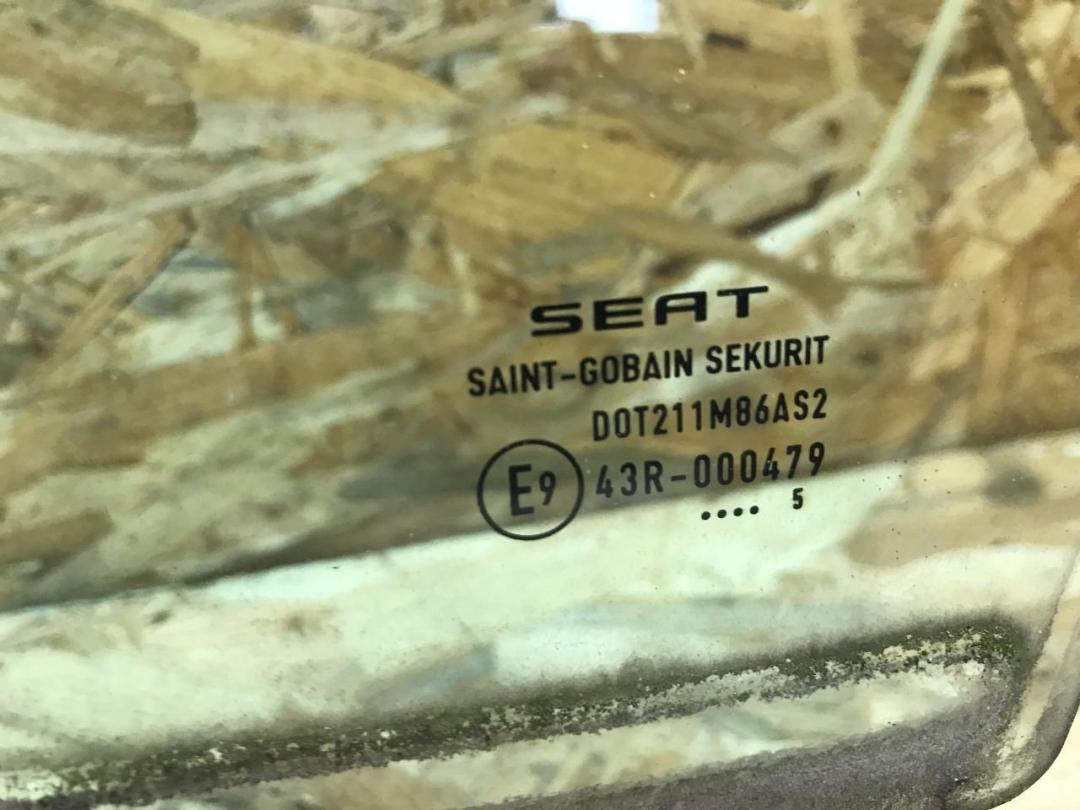 SEAT
SAINT-GOBAIN SEKURIT
DOT211M86AS2
E9 43R-000479
.... 5